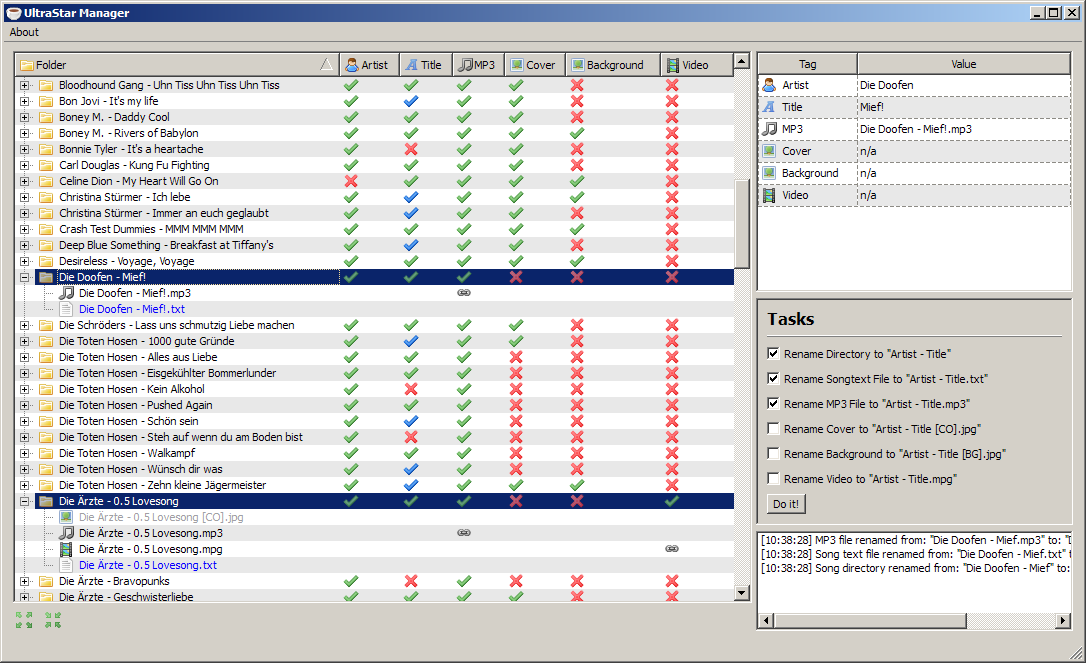 UltraStar Manager
About
Folder Artist Title MP3 Cover Background Video
Bloodhound Gang - Uhn Tiss Uhn Tiss Uhn Tiss
Bon Jovi - It's my life
Boney M. - Daddy Cool
Boney M. - Rivers of Babylon
Bonnie Tyler - It's a heartache
Carl Douglas - Kung Fu Fighting
Celine Dion - My Heart Will Go On
Christina Stürmer - Ich lebe
Christina Stürmer - Immer an euch geglaubt
Crash Test Dummies - MMM MMM MMM
Deep Blue Something - Breakfast at Tiffany's
Desireless - Voyage, Voyage
Die Doofen - Mief!
Die Doofen - Mief!.mp3
Die Doofen - Mief!.txt
Die Schröders - Lass uns schmutzig Liebe machen
Die Toten Hosen - 1000 gute Gründe
Die Toten Hosen - Alles aus Liebe
Die Toten Hosen - Eisgekühlter Bommerlunder
Die Toten Hosen - Kein Alkohol
Die Toten Hosen - Pushed Again
Die Toten Hosen - Schön sein
Die Toten Hosen - Steh auf wenn du am Boden bist
Die Toten Hosen - Walkampf
Die Toten Hosen - Wünsch dir was
Die Toten Hosen - Zehn kleine Jägermeister
Die Ärzte - 0.5 Lovesong
Die Ärzte - 0.5 Lovesong [CO].jpg
Die Ärzte - 0.5 Lovesong.mp3
Die Ärzte - 0.5 Lovesong.mpg
Die Ärzte - 0.5 Lovesong.txt
Die Ärzte - Bravopunks
Die Ärzte - Geschwisterliebe
Tag Value
Artist Die Doofen
Title Mief!
MP3 Die Doofen - Mief!.mp3
Cover n/a
Background n/a
Video n/a
Tasks
Rename Directory to "Artist - Title"
Rename Songtext File to "Artist - Title.txt"
Rename MP3 File to "Artist - Title.mp3"
Rename Cover to "Artist - Title [CO].jpg"
Rename Background to "Artist - Title [BG].jpg"
Rename Video to "Artist - Title.mpg"
Do it!
[10:38:28] MP3 file renamed from: "Die Doofen - Mief.mp3" to: "D
[10:38:28] Song text file renamed from: "Die Doofen - Mief.txt" t
[10:38:28] Song directory renamed from: "Die Doofen - Mief" to: